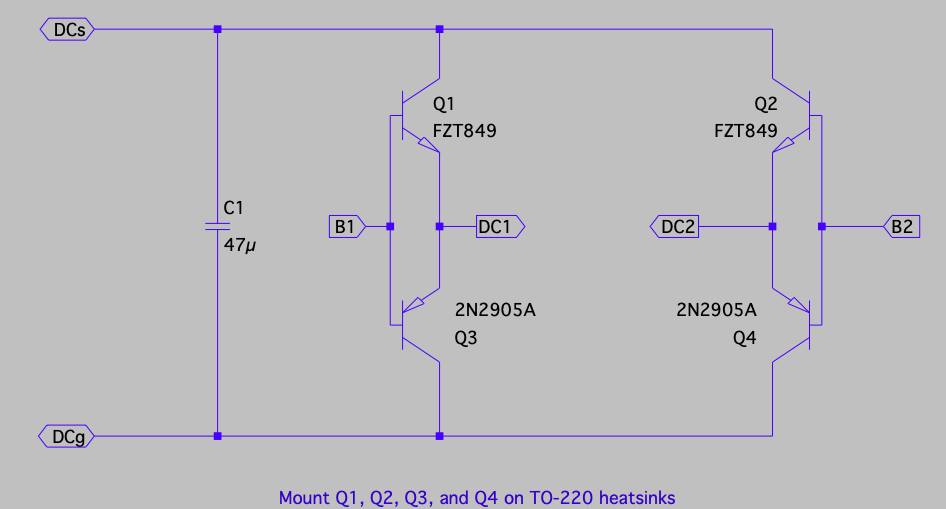 DCs
Q1
FZT849
Q2
FZT849
C1
47µ
B1
DC1
DC2
B2
2N2905A
Q3
2N2905A
Q4
DCg
Mount Q1, Q2, Q3, and Q4 on TO-220 heatsinks